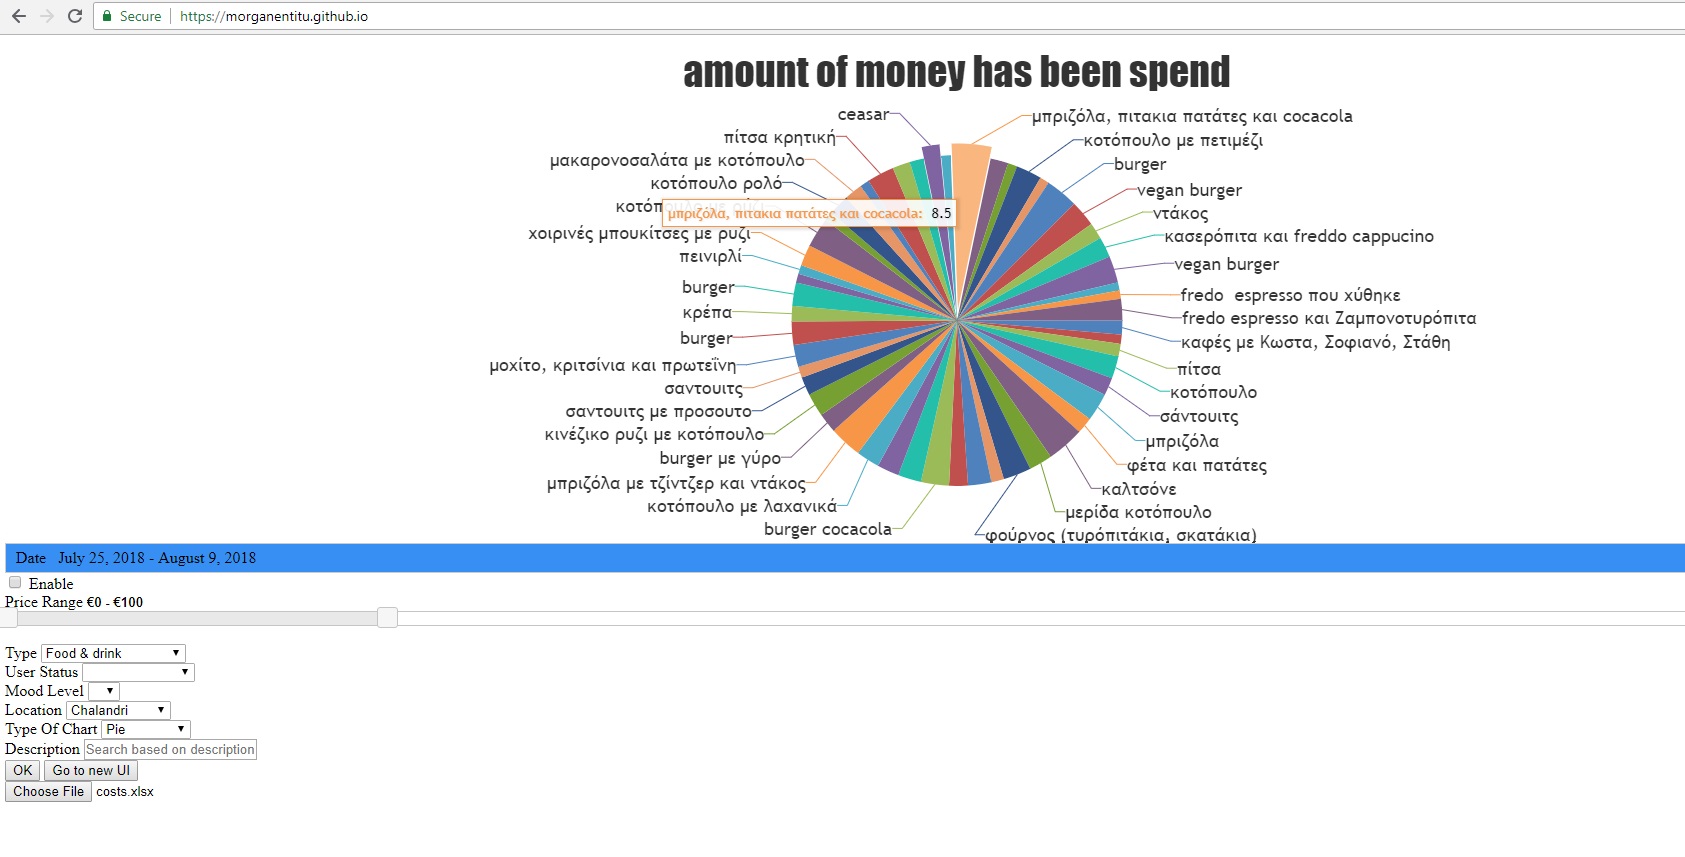 Secure
https://morganentitu.github.io
amount of money has been spend
ceasar
μπριζόλα, πιτακια πατάτες και cocacola
πίτσα κρητική
κοτόπουλο με πετιμέζι
μακαρονοσαλάτα με κοτόπουλο
burger
κοτόπουλο ρολό
vegan burger
μπριζόλα, πιτακια πατάτες και cocacola: 8.5
ντάκος
χοιρινές μπουκίτσες με ρυζι
κασερόπιτα και freddo cappucino
πεινιρλί
vegan burger
burger
fredo espresso που χύθηκε
κρέπα
fredo espresso και Ζαμπονοτυρόπιτα
burger
καφές με Κωστα, Σοφιανό, Στάθη
μοχίτο, κριτσίνια και πρωτεΐνη
πίτσα
σαντουιτς
κοτόπουλο
σαντουιτς με προσουτο
σάντουιτς
κινέζικο ρυζι με κοτόπουλο
μπριζόλα
burger με γύρο
φέτα και πατάτες
μπριζόλα με τζίντζερ και ντάκος
καλτσόνε
κοτόπουλο με λαχανικά
μερίδα κοτόπουλο
burger cocacola
φούρνος (τυρόπιτάκια, σκατάκια)
Date July 25, 2018 - August 9, 2018
Enable
Price Range €0 - €100
Type Food & drink
User Status
Mood Level
Location Chalandri
Type Of Chart Pie
Description Search based on description
OK Go to new UI
Choose File costs.xlsx